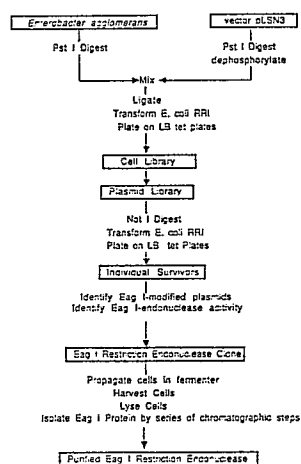 Enterobacter agglomerans
vector pLSN3
Pst I Digest
Pst I Digest
dephosphorylate
Mix
Ligate
Transform E. coli RRI
Plate on LB tet plates
Cell Library
Plasmid Library
Not I Digest
Transform E. coli RRI
Plate on LB tet Plates
Individual Survivors
Identify Eag I-modified plasmids
Identify Eag I-endonuclease activity
Eag I Restriction Endonuclease Clone
Propagate cells in fermenter
Harvest Cells
Lyse Cells
Isolate Eag I Protein by series of chromatographic steps
Purified Eag I Restriction Endonuclease